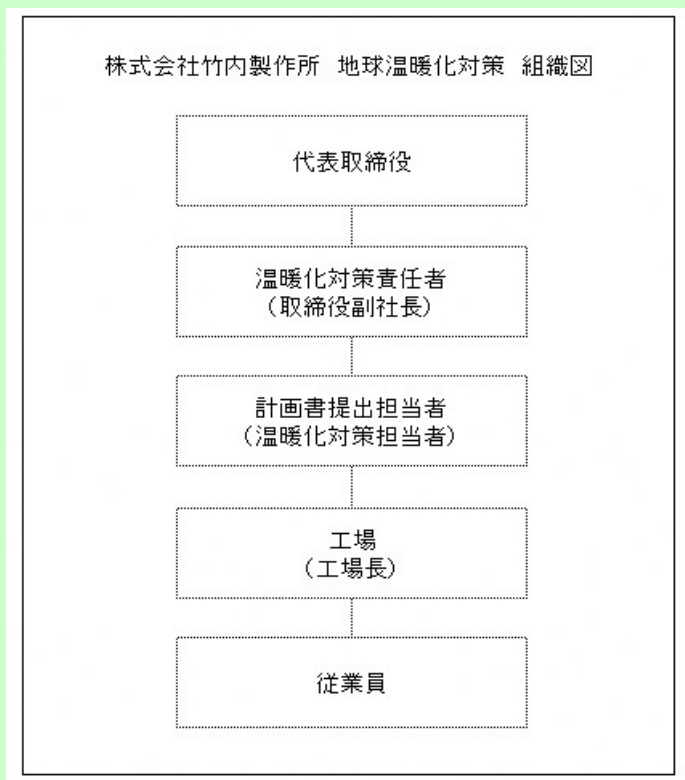 株式会社竹内製作所 地球温暖化対策 組織図
代表取締役
温暖化対策責任者
(取締役副社長)
計画書提出担当者
(温暖化対策担当者)
工場
(工場長)
従業員